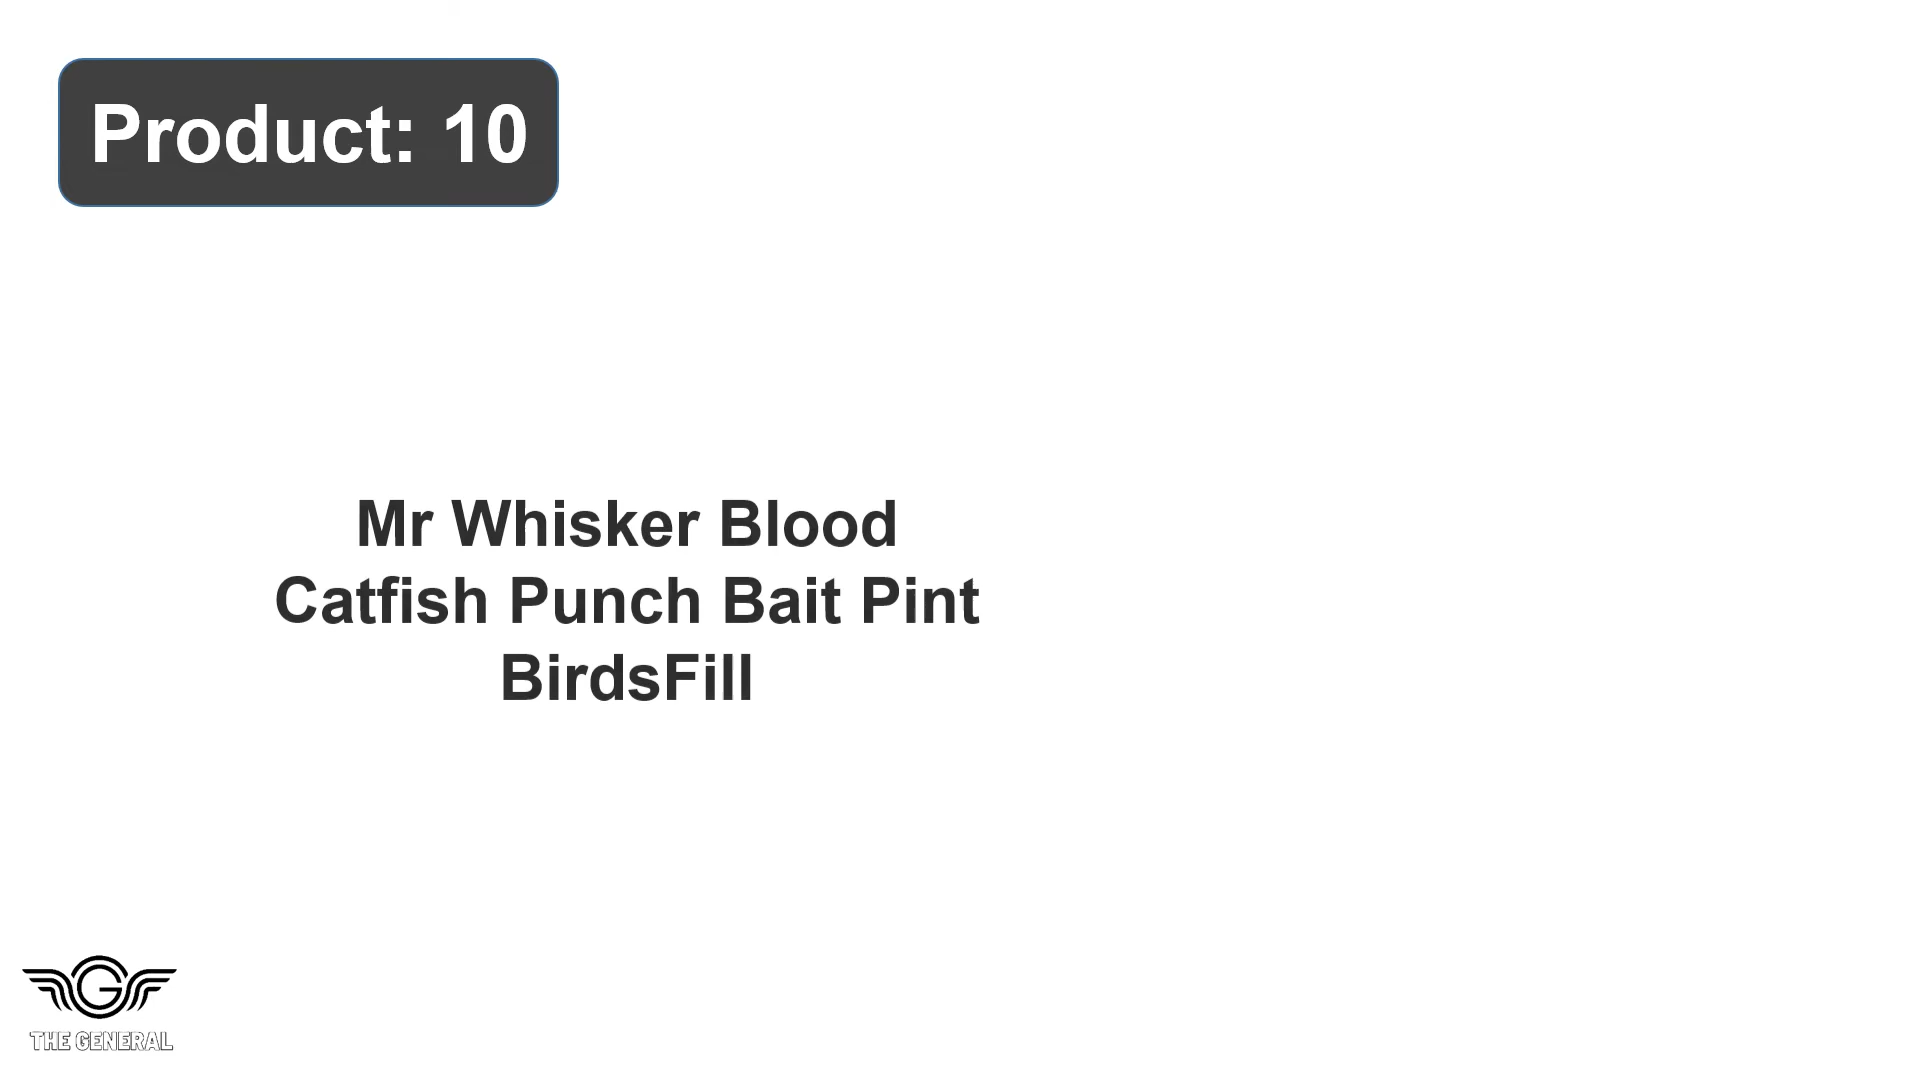 Product: 10
Mr Whisker Blood
Catfish Punch Bait Pint
BirdsFill
G
THE GENERAL